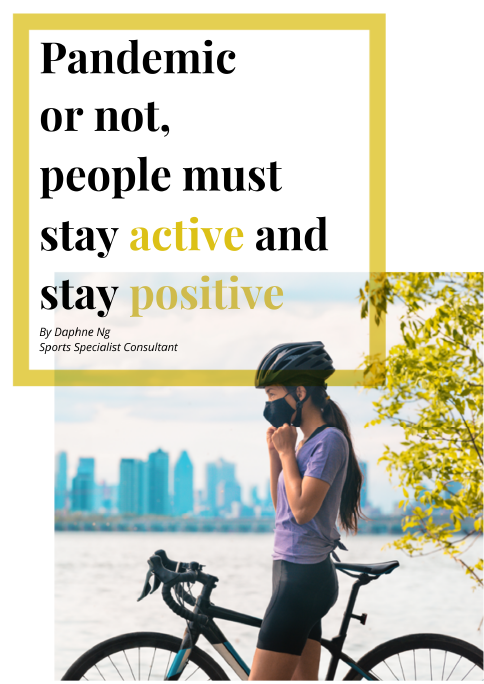 Pandemic
or not,
people must
stay active and
stay positive
By Daphne Ng
Sports Specialist Consultant